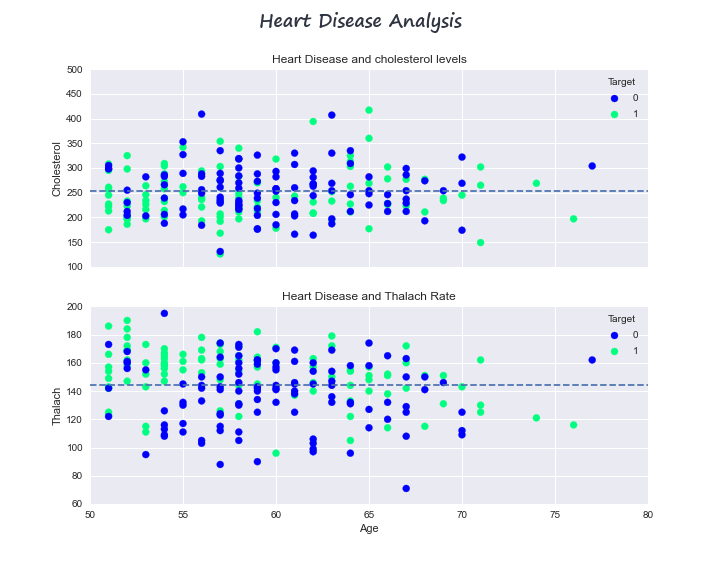 Heart Disease Analysis
Heart Disease and cholesterol levels
500
450
400
350
300
250
200
150
100
Cholesterol
Target
0
1
Heart Disease and Thalach Rate
200
180
160
140
120
100
80
60
Thalach
Target
0
1
50 55 60 65 70 75 80
Age